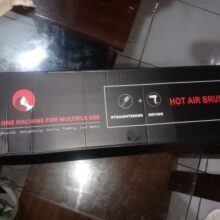 ONE MACHINE FOR MULTIPLE USE
STRAIGHTENING
+
DRYING
HOT AIR BRU